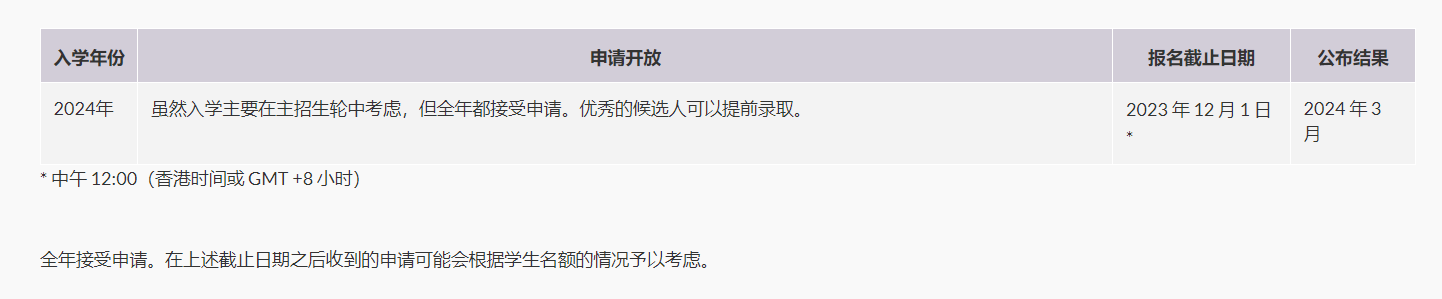 入学年份 申请开放 报名截止日期 公布结果
2024年 虽然入学主要在主招生轮中考虑，但全年都接受申请。优秀的候选人可以提前录取。 2023 年 12 月 1 日 2024 年 3
* 月
* 中午 12:00（香港时间或 GMT +8 小时）
全年接受申请。在上述截止日期之后收到的申请可能会根据学生名额的情况予以考虑。